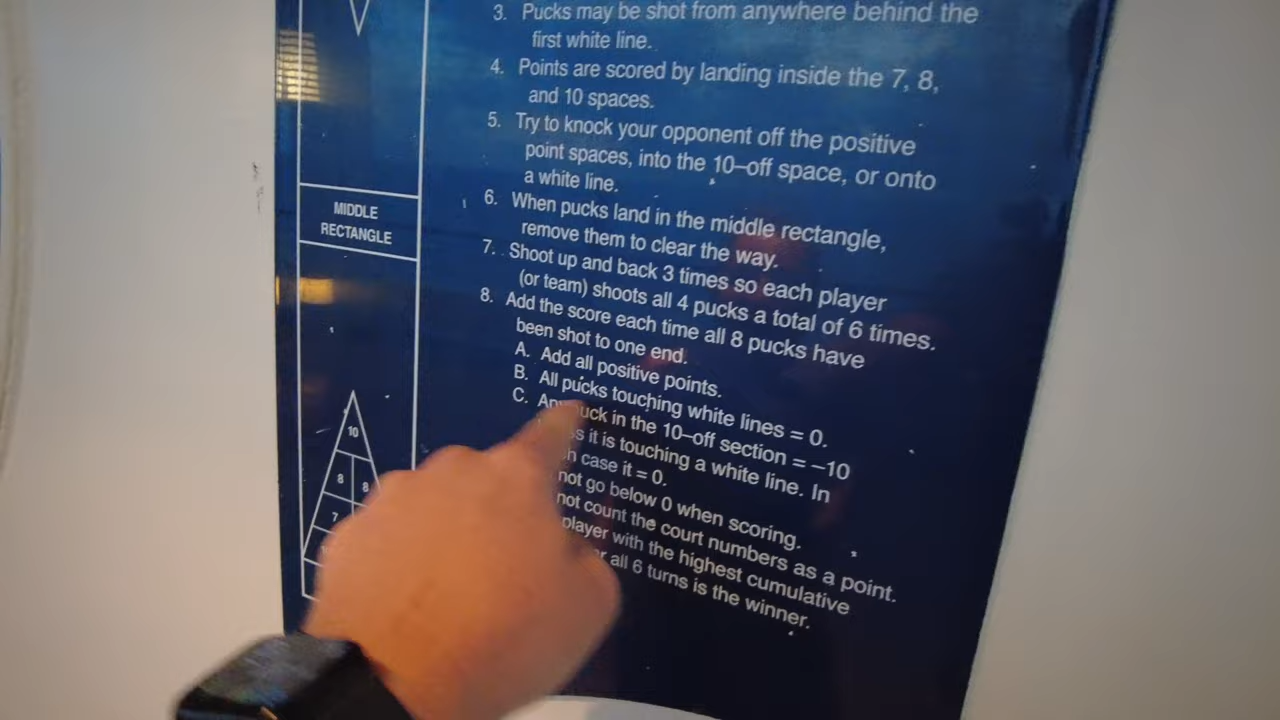 3. Pucks may be shot from anywhere behind the
first white line.
4. Points are scored by landing inside the 7, 8,
and 10 spaces.
5. Try to knock your opponent off the positive
point spaces, into the 10–off space, or onto
a white line.
6. When pucks land in the middle rectangle,
remove them to clear the way.
7. Shoot up and back 3 times so each player
(or team) shoots all 4 pucks a total of 6 times.
8. Add the score each time all 8 pucks have
been shot to one end.
A. Add all positive points.
B. All pucks touching white lines = 0.
C. Any puck in the 10–off section = –10
it is touching a white line. In
case it = 0.
not go below 0 when scoring.
not count the court numbers as a point.
player with the highest cumulative
all 6 turns is the winner.
MIDDLE
RECTANGLE
10
8 8
7